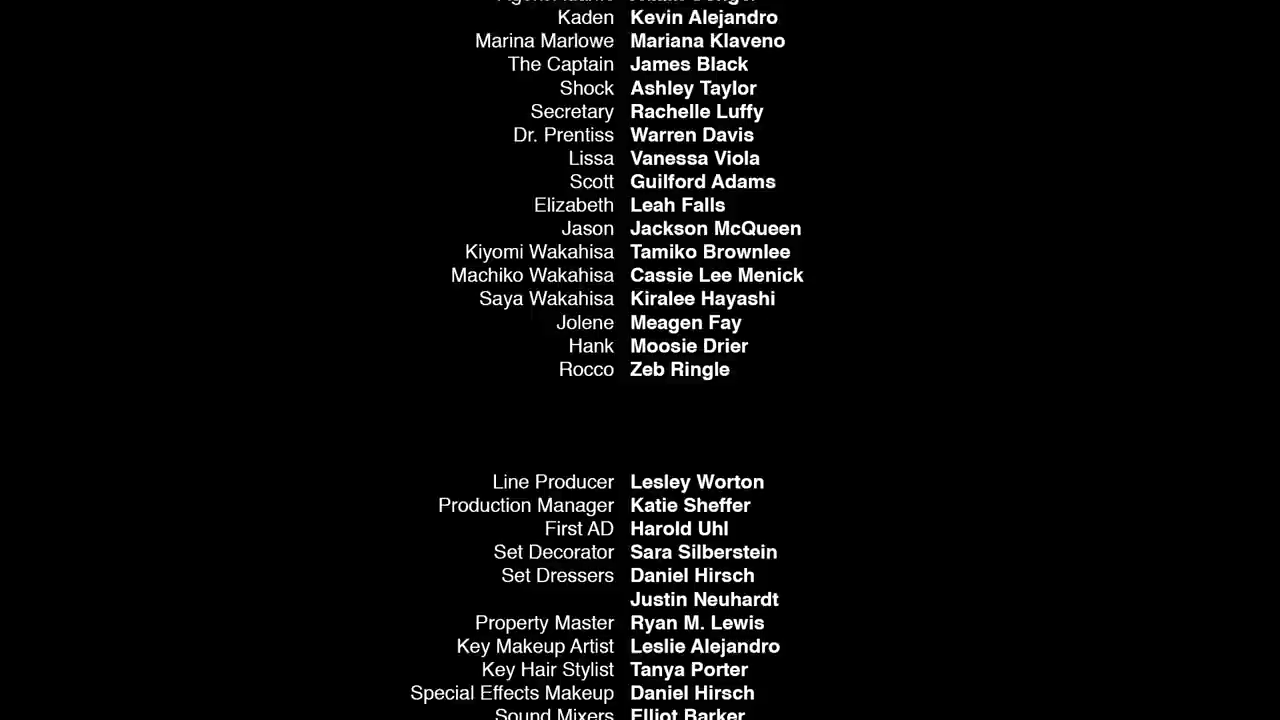 Kaden Kevin Alejandro
Marina Marlowe Mariana Klaveno
The Captain James Black
Shock Ashley Taylor
Secretary Rachelle Luffy
Dr. Prentiss Warren Davis
Lissa Vanessa Viola
Scott Guilford Adams
Elizabeth Leah Falls
Jason Jackson McQueen
Kiyomi Wakahisa Tamiko Brownlee
Machiko Wakahisa Cassie Lee Menick
Saya Wakahisa Kiralee Hayashi
Jolene Meagen Fay
Hank Moosie Drier
Rocco Zeb Ringle
Line Producer Lesley Worton
Production Manager Katie Sheffer
First AD Harold Uhl
Set Decorator Sara Silberstein
Set Dressers Daniel Hirsch
Justin Neuhardt
Property Master Ryan M. Lewis
Key Makeup Artist Leslie Alejandro
Key Hair Stylist Tanya Porter
Special Effects Makeup Daniel Hirsch
Sound Mixers Elliot Barker